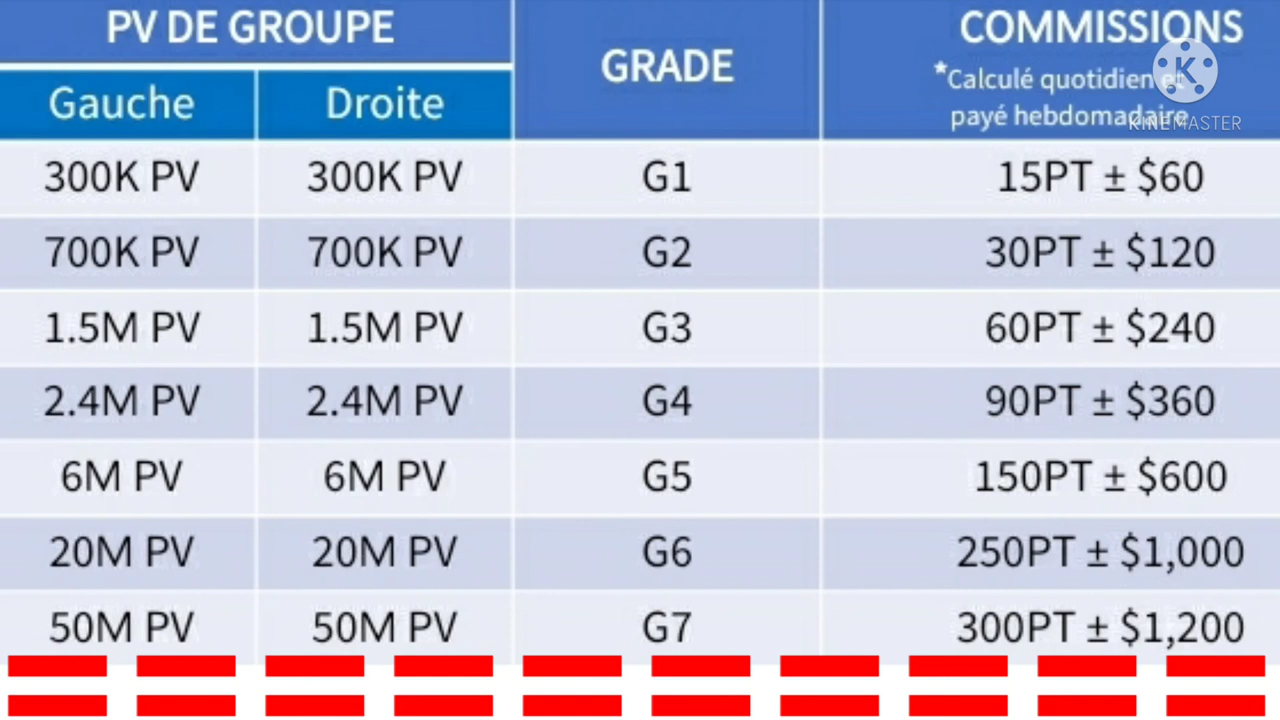 PV DE GROUPE
GRADE
COMMISSIONS
*Calculé quotidien et
payé hebdomadaire
K
KINEMASTER
Gauche Droite
300K PV 300K PV G1 15PT ± $60
700K PV 700K PV G2 30PT ± $120
1.5M PV 1.5M PV G3 60PT ± $240
2.4M PV 2.4M PV G4 90PT ± $360
6M PV 6M PV G5 150PT ± $600
20M PV 20M PV G6 250PT ± $1,000
50M PV 50M PV G7 300PT ± $1,200